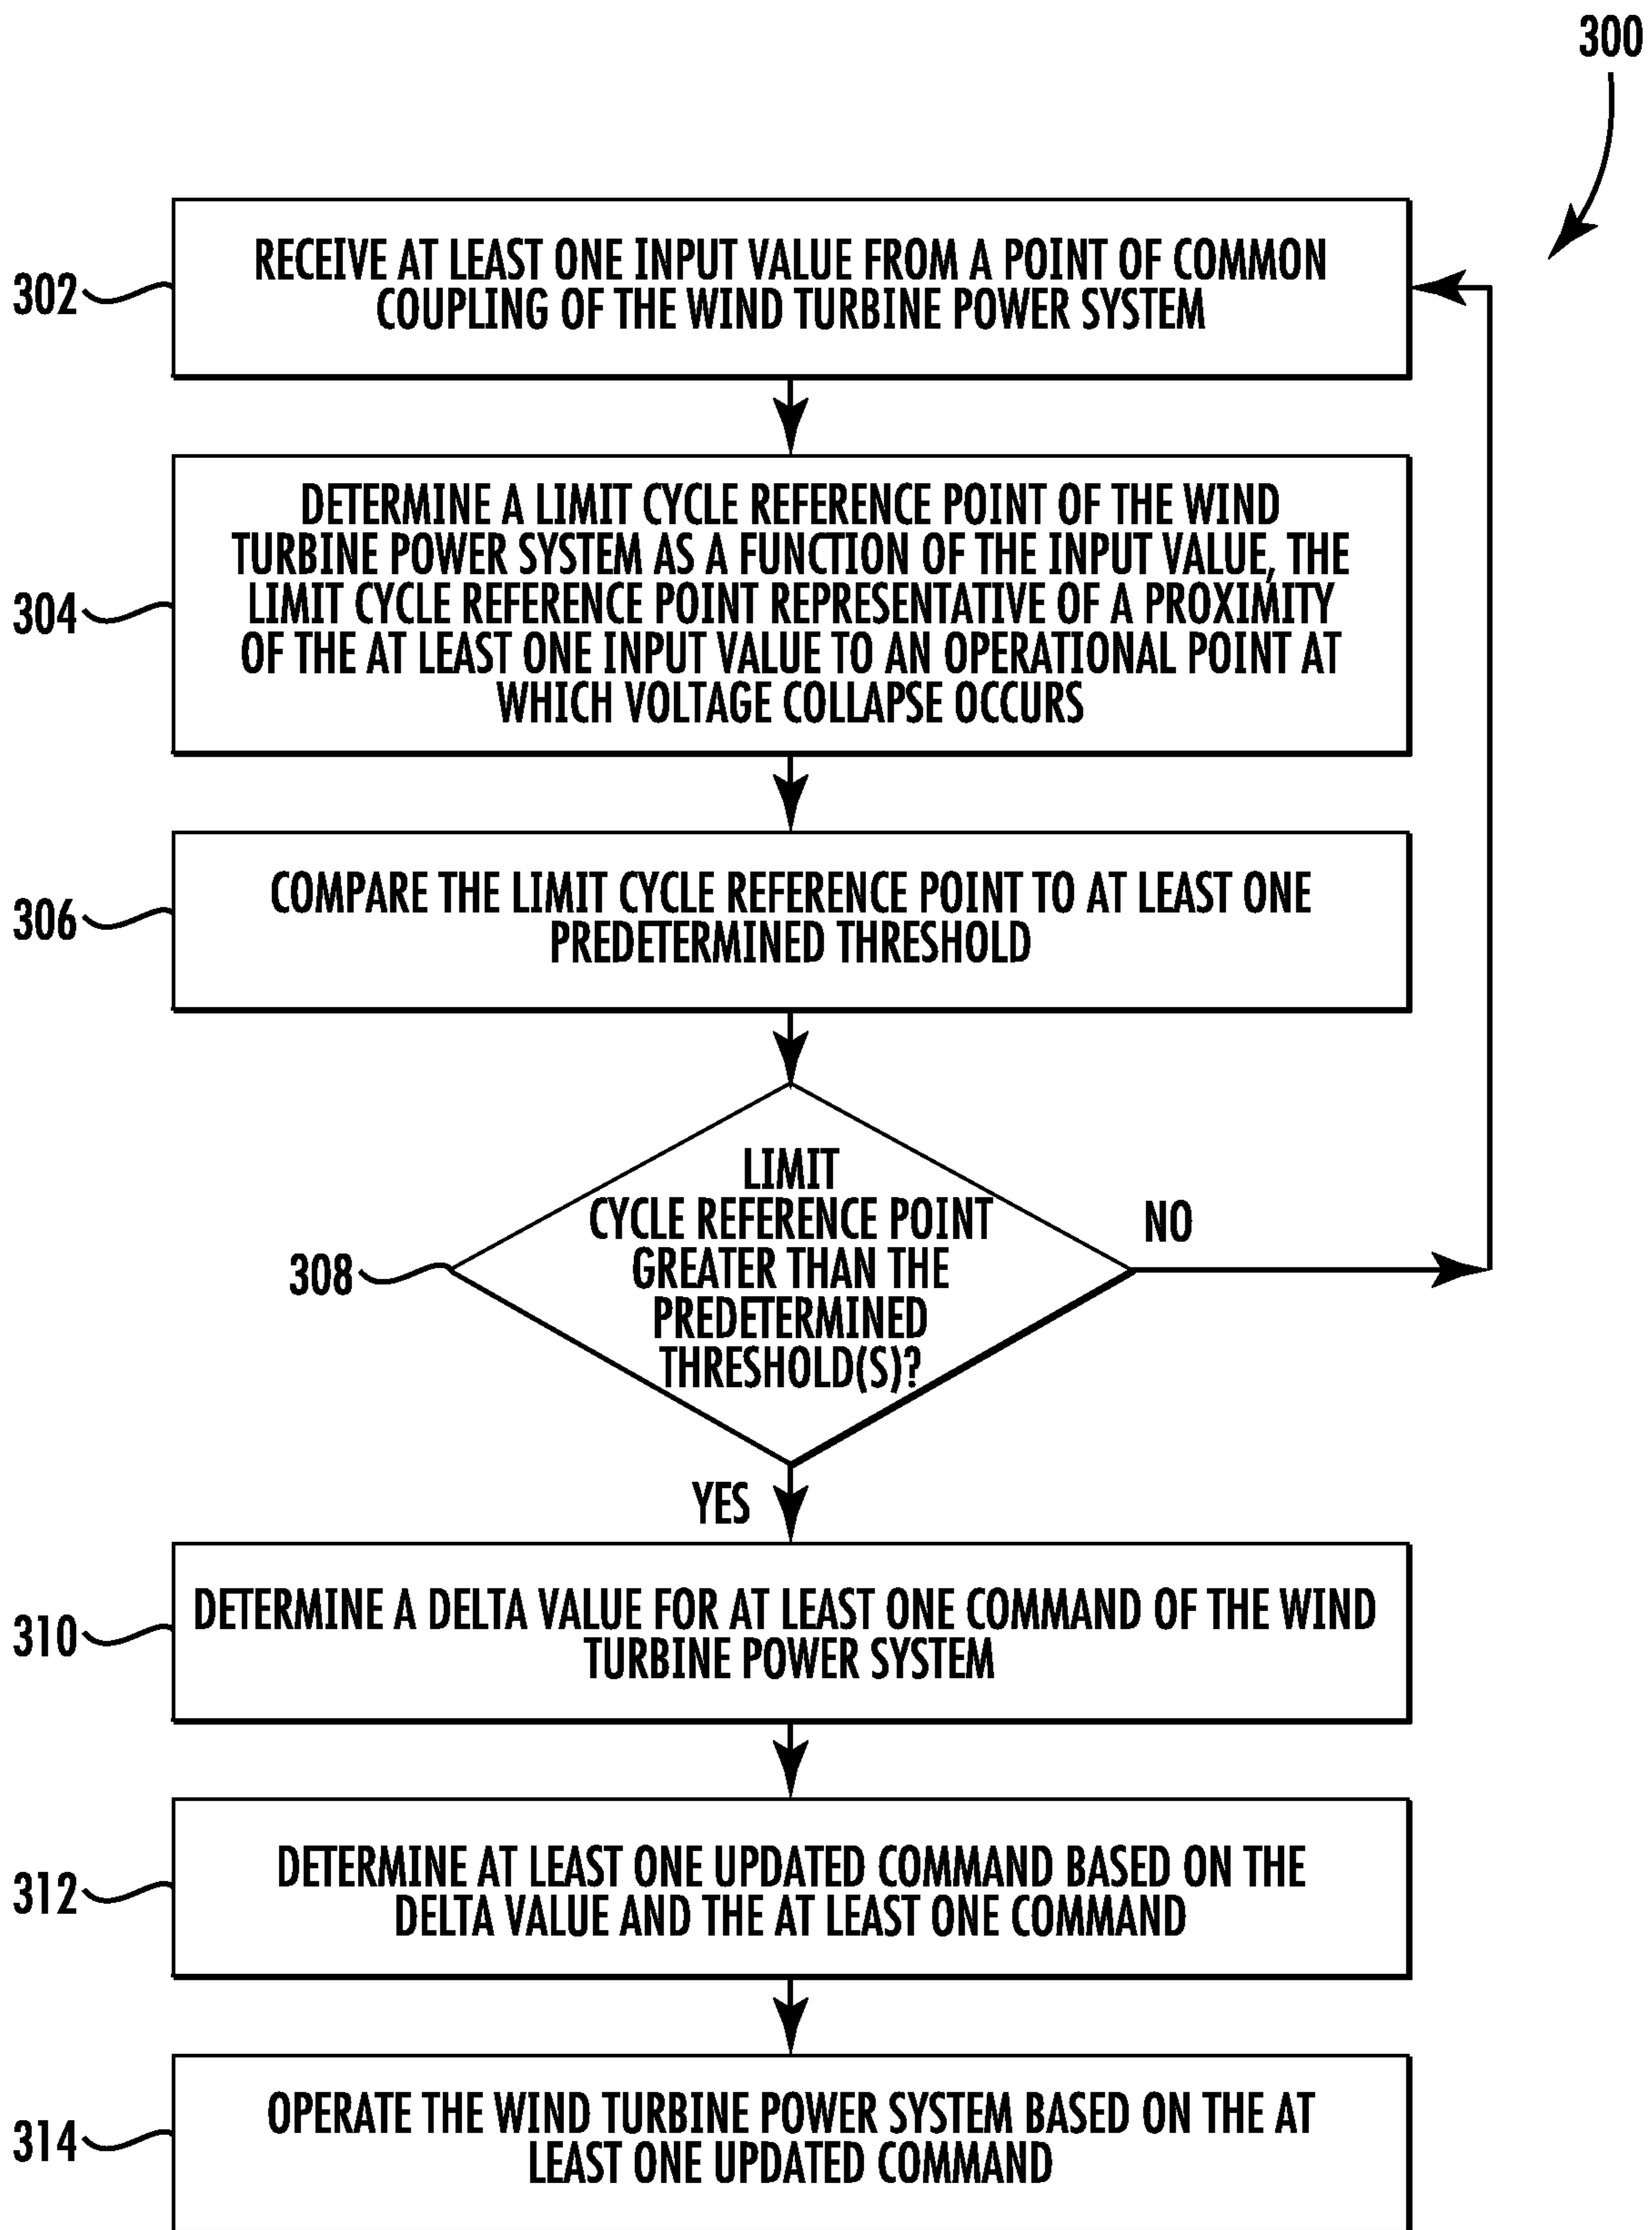 300
302
RECEIVE AT LEAST ONE INPUT VALUE FROM A POINT OF COMMON
COUPLING OF THE WIND TURBINE POWER SYSTEM
304
DETERMINE A LIMIT CYCLE REFERENCE POINT OF THE WIND
TURBINE POWER SYSTEM AS A FUNCTION OF THE INPUT VALUE, THE
LIMIT CYCLE REFERENCE POINT REPRESENTATIVE OF A PROXIMITY
OF THE AT LEAST ONE INPUT VALUE TO AN OPERATIONAL POINT AT
WHICH VOLTAGE COLLAPSE OCCURS
306
COMPARE THE LIMIT CYCLE REFERENCE POINT TO AT LEAST ONE
PREDETERMINED THRESHOLD
308
LIMIT
CYCLE REFERENCE POINT
GREATER THAN THE
PREDETERMINED
THRESHOLD(S)?
NO
YES
310
DETERMINE A DELTA VALUE FOR AT LEAST ONE COMMAND OF THE WIND
TURBINE POWER SYSTEM
312
DETERMINE AT LEAST ONE UPDATED COMMAND BASED ON THE
DELTA VALUE AND THE AT LEAST ONE COMMAND
314
OPERATE THE WIND TURBINE POWER SYSTEM BASED ON THE AT
LEAST ONE UPDATED COMMAND